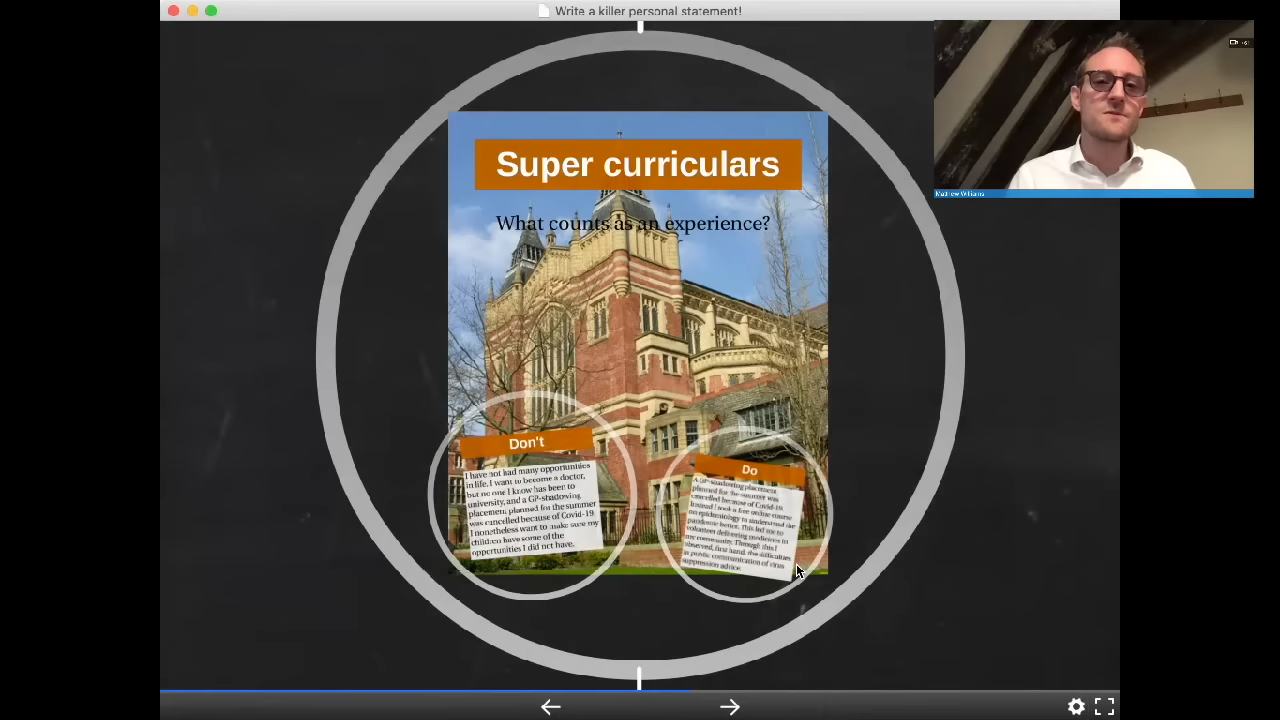 Write a killer personal statement!
Matthew Williams
Super curriculars
What counts as an experience?
Don't
I have not had many opportunities
in life. I want to become a doctor,
but no one I know has been to
university, and a GP-shadowing
placement planned for the summer
was cancelled because of Covid-19.
I nonetheless want to make sure my
children have some of the
opportunities I did not have.
Do
A GP-shadowing placement
planned for the summer was
cancelled because of Covid-19.
Instead I took a free online course
on epidemiology to understand the
pandemic better. This led me to
volunteer delivering medicines in
my community. Through this I
observed, first hand, the difficulties
in public communication of virus
suppression advice.